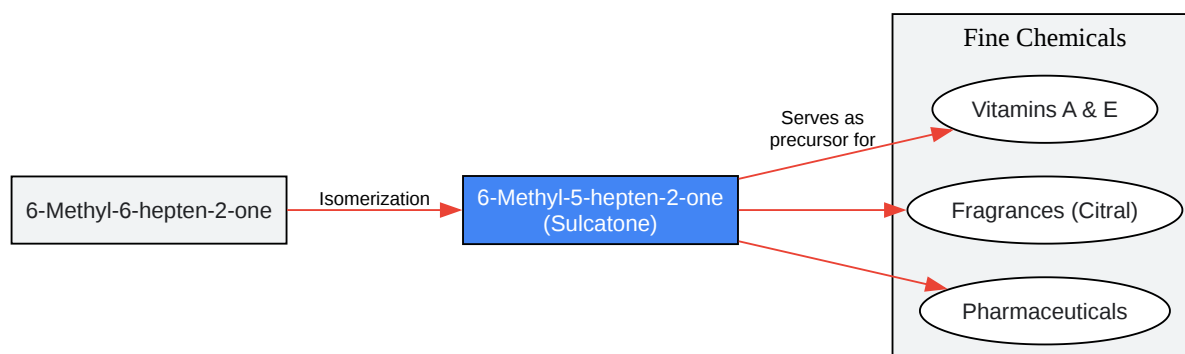 6-Methyl-6-hepten-2-one
Isomerization
6-Methyl-5-hepten-2-one
(Sulcatone)
Serves as
precursor for
Fine Chemicals
Vitamins A & E
Fragrances (Citral)
Pharmaceuticals